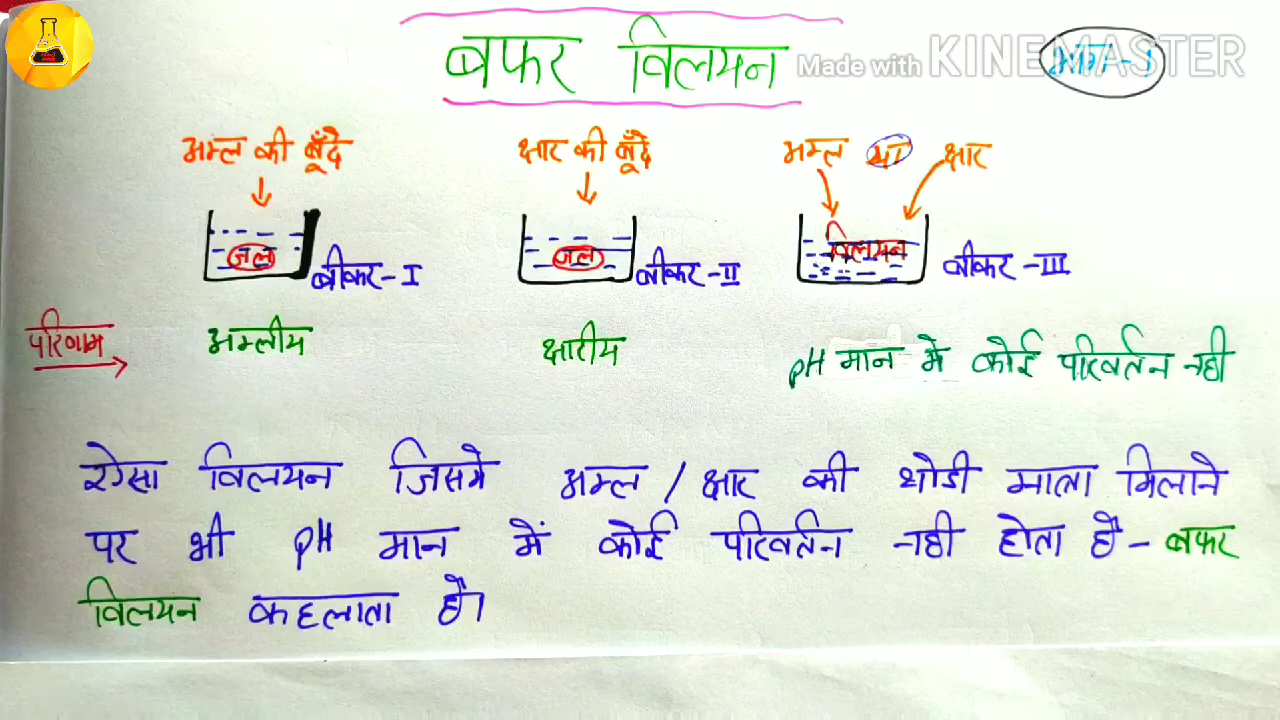 बफर विलयन
Made with KINEMASTER
भाग-1
अम्ल की बूँदे
क्षार की बूँदे
अम्ल या क्षार
जल
जल
विलयन
बीकर-I
बीकर-II
बीकर-III
परिणाम
अम्लीय
क्षारीय
pH मान मे कोई परिवर्तन नही
ऐसा विलयन जिसमे अम्ल / क्षार की थोडी मात्रा मिलाने
पर भी pH मान में कोई परिवर्तन नही होता है - बफर
विलयन कहलाता है।